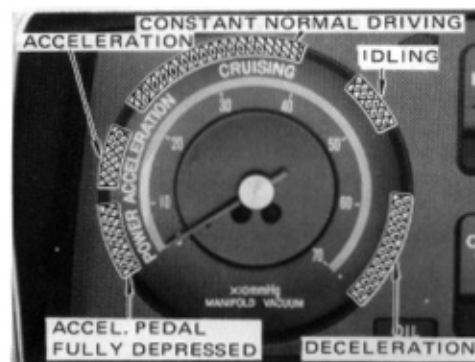 CONSTANT NORMAL DRIVING
ACCELERATION
IDLING
CRUISING
POWER ACCELERATION
10
20
30
40
50
60
70
×10mmHg
MANIFOLD VACUUM
ACCEL. PEDAL
FULLY DEPRESSED
DECELERATION